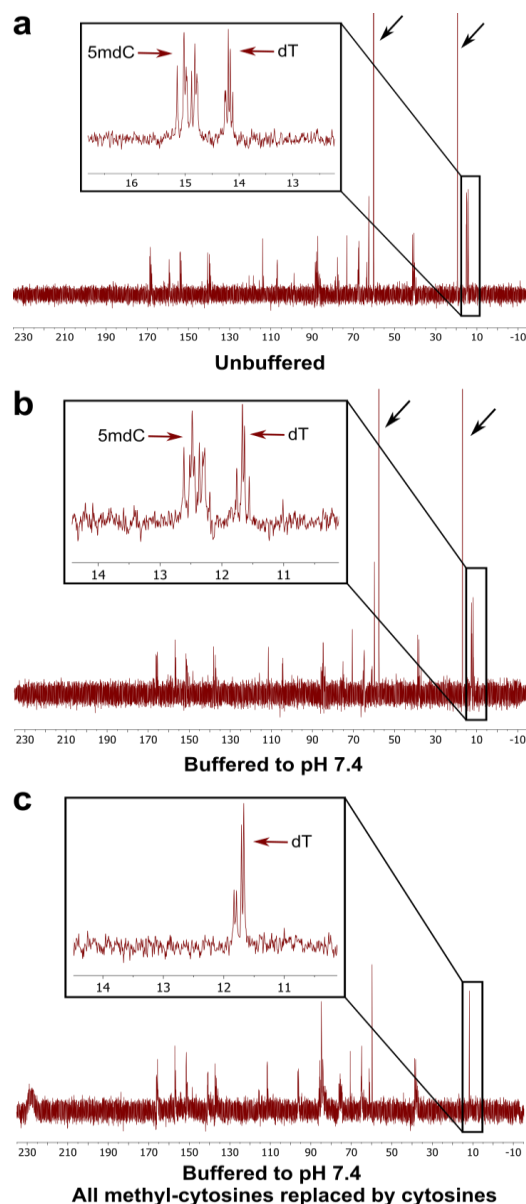 a
5mdC
dT
16 15 14 13
230 210 190 170 150 130 110 90 70 50 30 10 -10
Unbuffered
b
5mdC
dT
14 13 12 11
230 210 190 170 150 130 110 90 70 50 30 10 -10
Buffered to pH 7.4
c
dT
14 13 12 11
230 210 190 170 150 130 110 90 70 50 30 10 -10
Buffered to pH 7.4
All methyl-cytosines replaced by cytosines